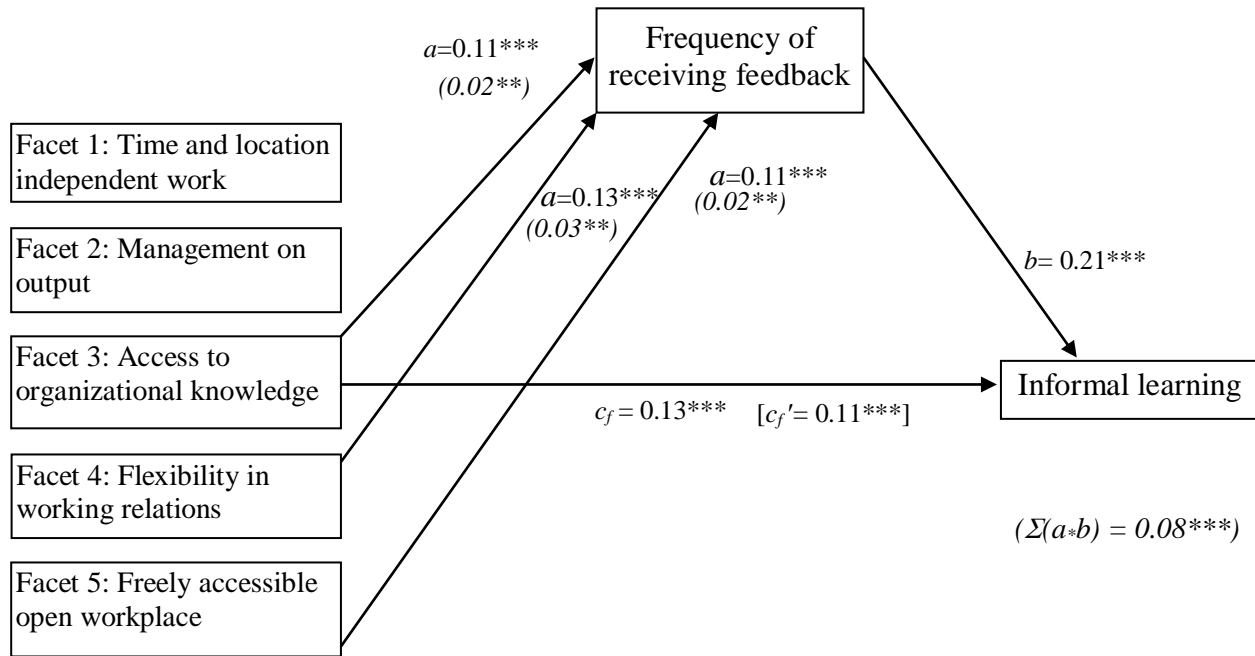 Frequency of
receiving feedback
a=0.11***
(0.02**)
Facet 1: Time and location
independent work
a=0.13***
(0.03**)
a=0.11***
(0.02**)
Facet 2: Management on
output
b= 0.21***
Facet 3: Access to
organizational knowledge
Informal learning
c_f = 0.13*** [c_f'= 0.11***]
Facet 4: Flexibility in
working relations
(Σ(a*b) = 0.08***)
Facet 5: Freely accessible
open workplace